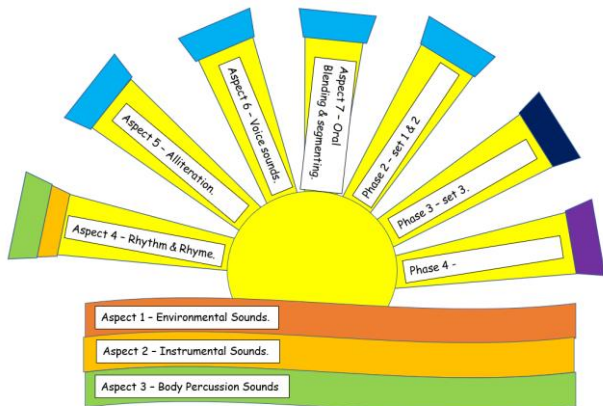 Aspect 4 – Rhythm & Rhyme.
Aspect 5 – Alliteration.
Aspect 6 – Voice sounds.
Aspect 7 – Oral
Blending & segmenting.
Phase 2 – set 1 & 2
Phase 3 – set 3.
Phase 4 -
Aspect 1 – Environmental Sounds.
Aspect 2 – Instrumental Sounds.
Aspect 3 – Body Percussion Sounds